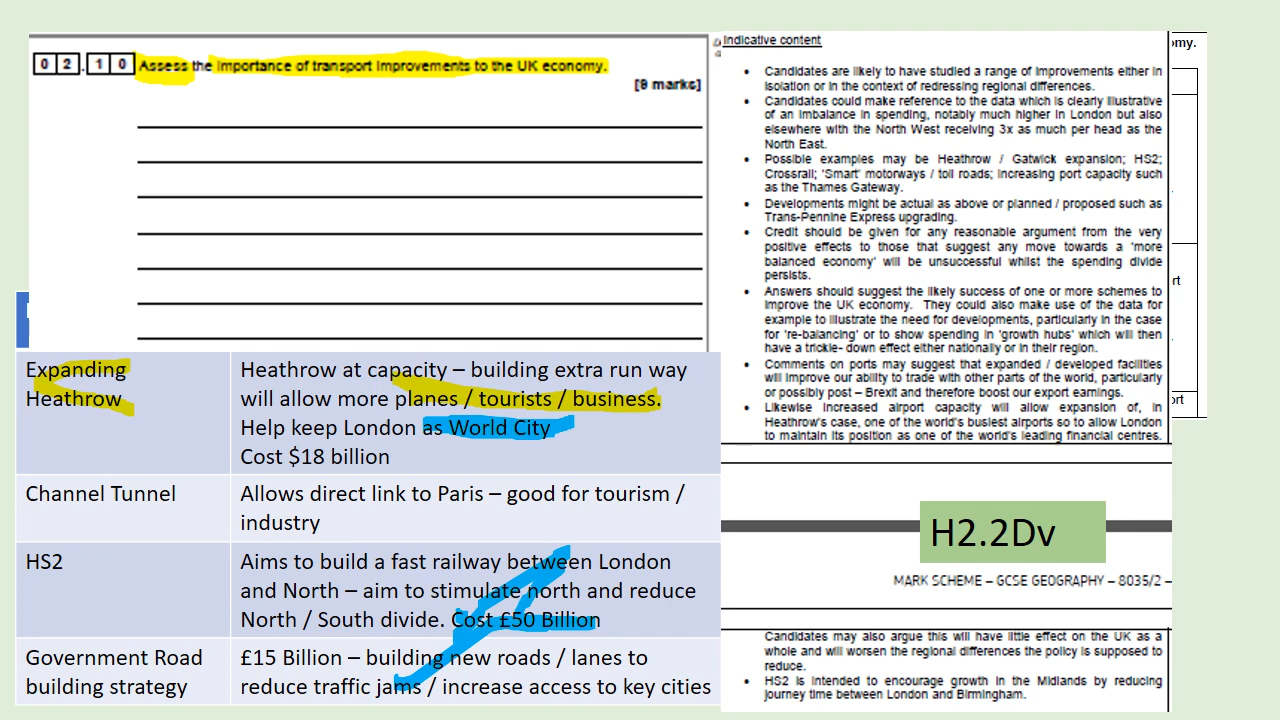 0 2 . 1 0 Assess the importance of transport improvements to the UK economy.
[9 marks]
Expanding Heathrow
Heathrow at capacity – building extra run way
will allow more planes / tourists / business.
Help keep London as World City
Cost $18 billion
Channel Tunnel
Allows direct link to Paris – good for tourism /
industry
HS2
Aims to build a fast railway between London
and North – aim to stimulate north and reduce
North / South divide. Cost £50 Billion
Government Road
building strategy
£15 Billion – building new roads / lanes to
reduce traffic jams / increase access to key cities
Indicative content
• Candidates are likely to have studied a range of improvements either in
isolation or in the context of redressing regional differences.
• Candidates could make reference to the data which is clearly illustrative
of an imbalance in spending, notably much higher in London but also
elsewhere with the North West receiving 3x as much per head as the
North East.
• Possible examples may be Heathrow / Gatwick expansion; HS2;
Crossrail; 'Smart' motorways / toll roads; increasing port capacity such
as the Thames Gateway.
• Developments might be actual as above or planned / proposed such as
Trans-Pennine Express upgrading.
• Credit should be given for any reasonable argument from the very
positive effects to those that suggest any move towards a 'more
balanced economy' will be unsuccessful whilst the spending divide
persists.
• Answers should suggest the likely success of one or more schemes to
improve the UK economy. They could also make use of the data for
example to illustrate the need for developments, particularly in the case
for 're-balancing' or to show spending in 'growth hubs' which will then
have a trickle- down effect either nationally or in their region.
• Comments on ports may suggest that expanded / developed facilities
will improve our ability to trade with other parts of the world, particularly
or possibly post – Brexit and therefore boost our export earnings.
• Likewise increased airport capacity will allow expansion of, in
Heathrow's case, one of the world's busiest airports so to allow London
to maintain its position as one of the world's leading financial centres.
H2.2Dv
MARK SCHEME – GCSE GEOGRAPHY – 8035/2 –
Candidates may also argue this will have little effect on the UK as a
whole and will worsen the regional differences the policy is supposed to
reduce.
• HS2 is intended to encourage growth in the Midlands by reducing
journey time between London and Birmingham.
omy.
rt
ort